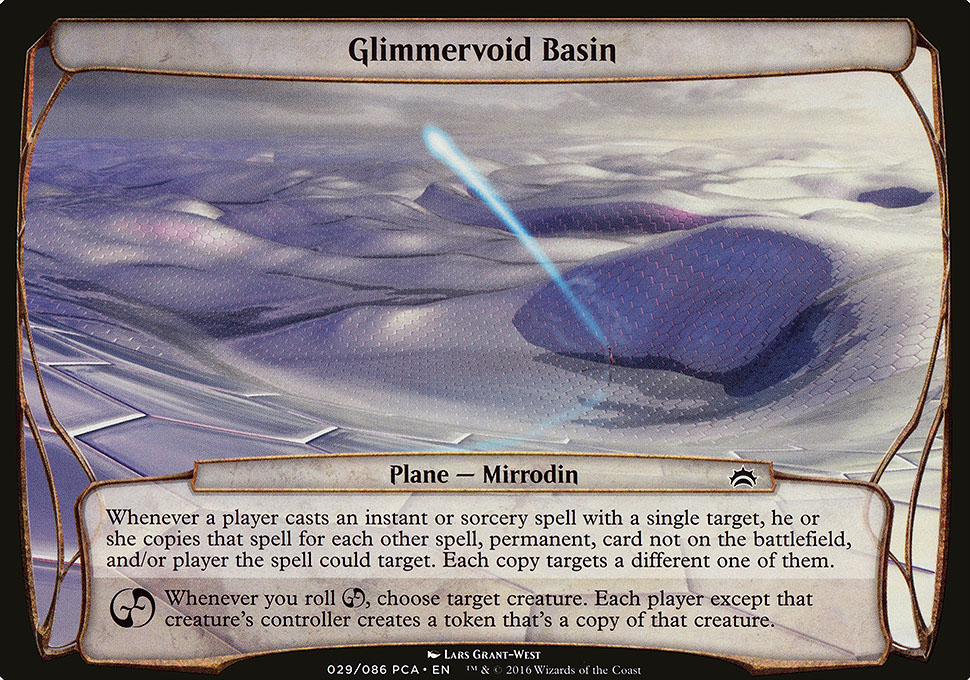 Glimmervoid Basin
Plane — Mirrodin
Whenever a player casts an instant or sorcery spell with a single target, he or
she copies that spell for each other spell, permanent, card not on the battlefield,
and/or player the spell could target. Each copy targets a different one of them.
Whenever you roll , choose target creature. Each player except that
creature's controller creates a token that's a copy of that creature.
Lars Grant-West
029/086 PCA • EN ™ & © 2016 Wizards of the Coast